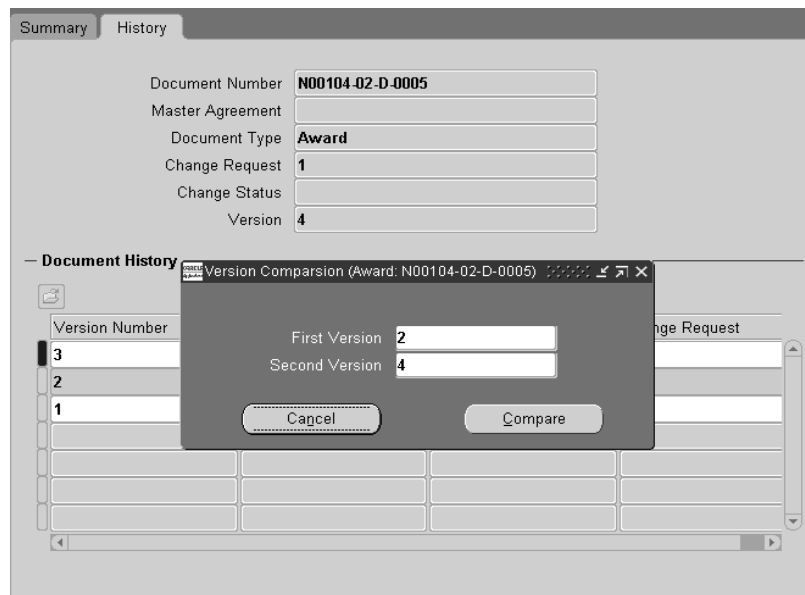 Summary History
Document Number N00104-02-D-0005
Master Agreement
Document Type Award
Change Request 1
Change Status
Version 4
Document History
Version Comparsion (Award: N00104-02-D-0005)
Version Number nge Request
First Version 2
3
Second Version 4
2
1
Cancel Compare